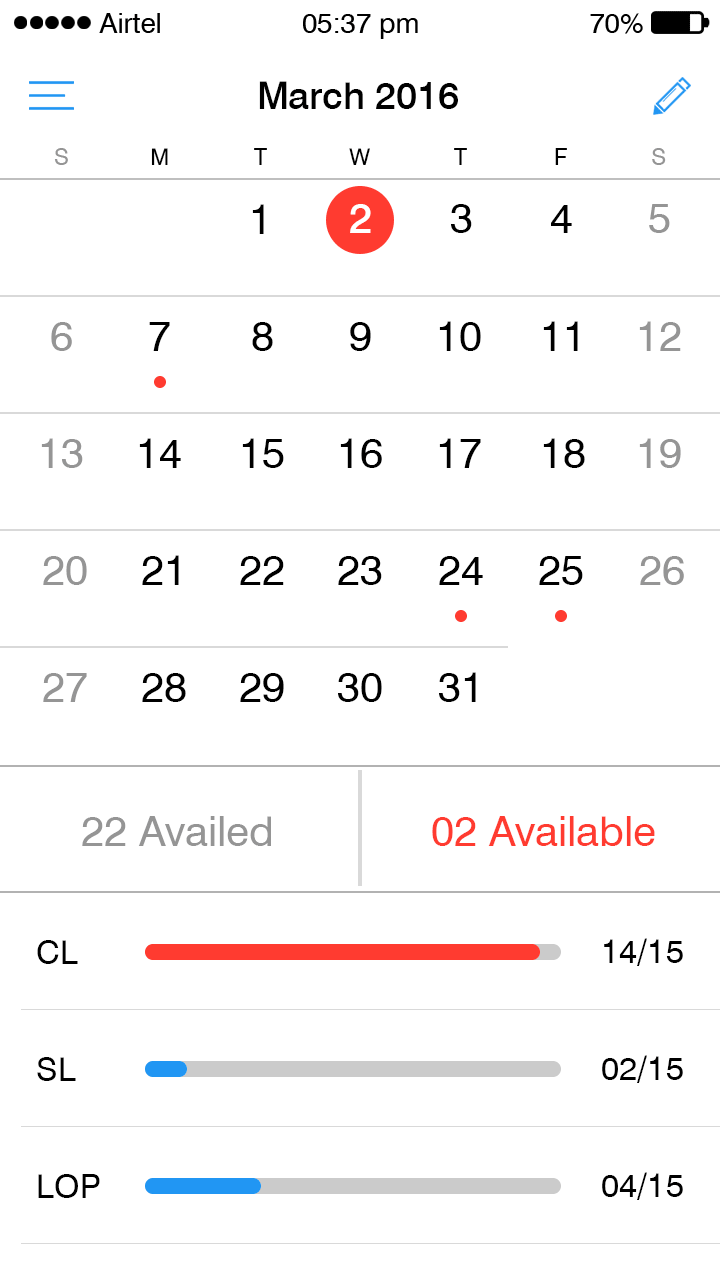 Airtel 05:37 pm 70%
March 2016
S M T W T F S
1 2 3 4 5
6 7 8 9 10 11 12
13 14 15 16 17 18 19
20 21 22 23 24 25 26
27 28 29 30 31
22 Availed 02 Available
CL 14/15
SL 02/15
LOP 04/15